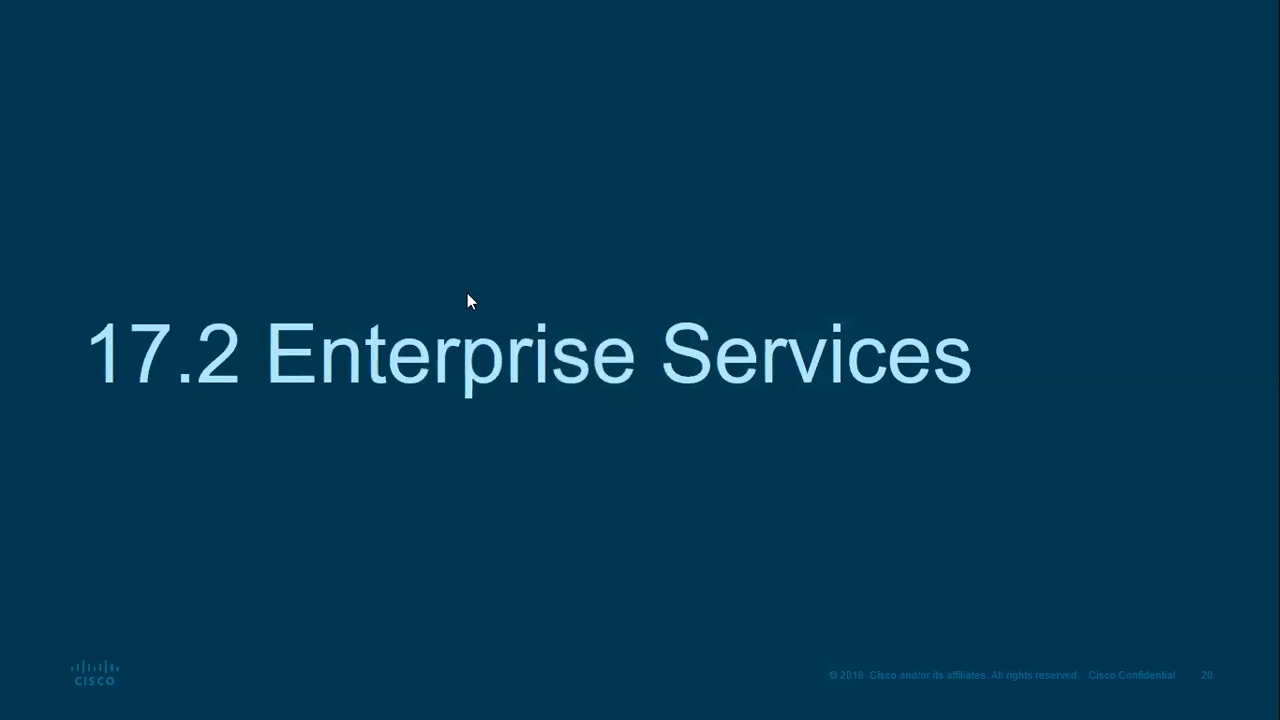 17.2 Enterprise Services
CISCO
© 2016 Cisco and/or its affiliates. All rights reserved. Cisco Confidential 20